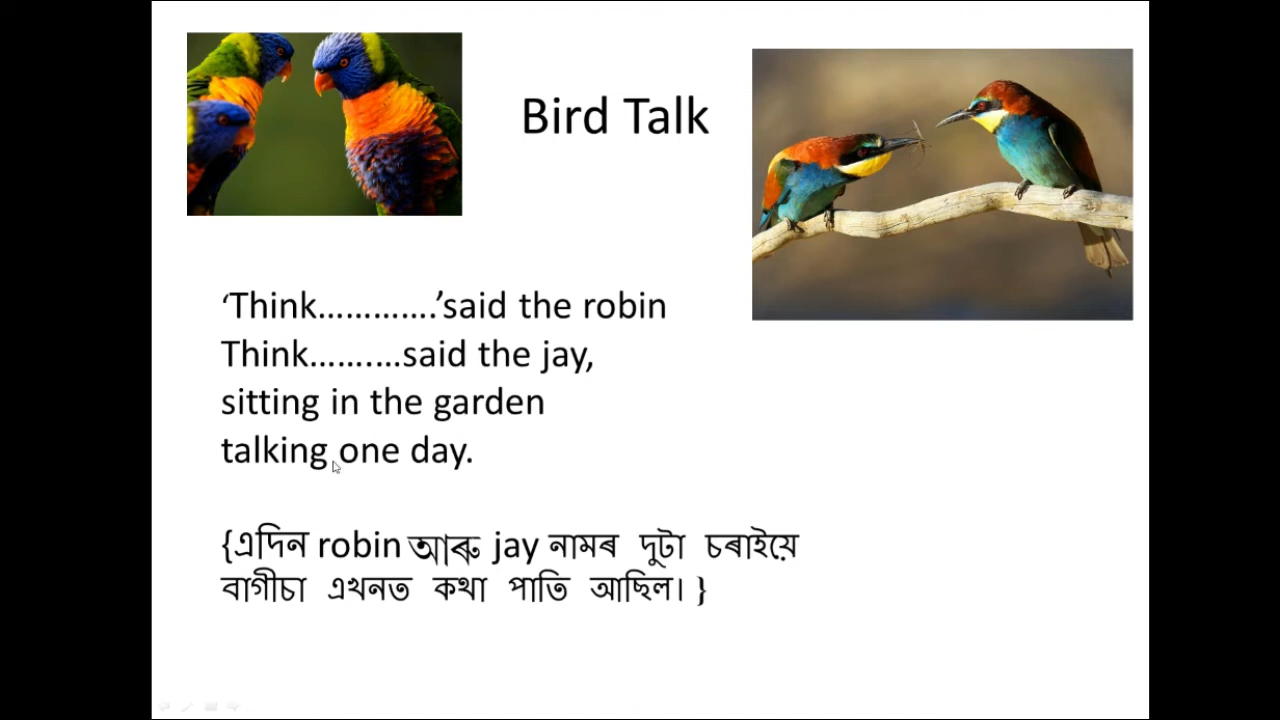 Bird Talk
‘Think………….’said the robin
Think…….…said the jay,
sitting in the garden
talking one day.
{এদিন robin আৰু jay নামৰ দুটা চৰাইয়ে
বাগীচা এখনত কথা পাতি আছিল। }